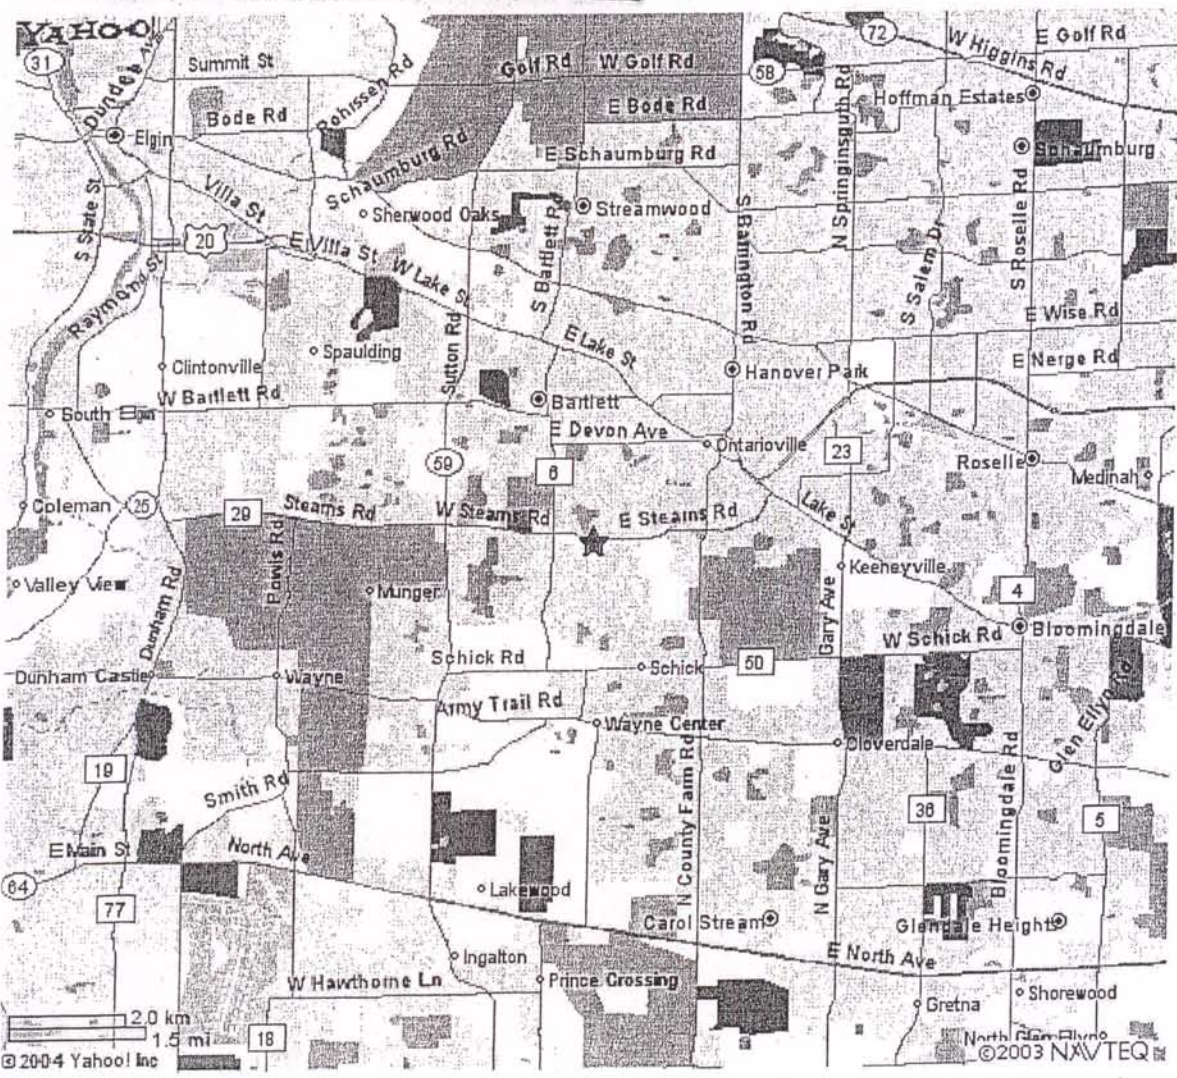 YAHOO!
31
Dundee Ave
Summit St
Bode Rd
Rohissen Rd
Golf Rd
W Golf Rd
E Bode Rd
58
72
W Higgins Rd
E Golf Rd
Hoffman Estates
Elgin
Schaumburg Rd
E Schaumburg Rd
Schaumburg
S State St
Villa St
Sherwood Oaks
S Bartlett Rd
Streamwood
S Barrington Rd
N Springinsguth Rd
S Salem Dr
S Roselle Rd
20
E Villa St
W Lake St
Raymond St
E Lake St
E Wise Rd
E Nerge Rd
Clintonville
Spaulding
Sutton Rd
Hanover Park
W Bartlett Rd
Bartlett
South Elgin
E Devon Ave
Ontarioville
23
Roselle
Medinah
59
6
Coleman
25
29
Stearns Rd
W Stearns Rd
E Stearns Rd
Lake St
Valley View
Dunham Rd
Powis Rd
Munger
Keeneyville
Gary Ave
4
W Schick Rd
Bloomingdale
Schick Rd
Schick
50
Dunham Castle
Wayne
Army Trail Rd
Wayne Center
Cloverdale
Glen Ellyn Rd
19
Smith Rd
N County Farm Rd
N Gary Ave
36
Bloomingdale Rd
5
E Main St
North Ave
64
77
Lakewood
Carol Stream
Glendale Heights
Ingalton
E North Ave
W Hawthorne Ln
Prince Crossing
Gretna
Shorewood
North Glen Ellyn
2.0 km
1.5 mi
18
© 2004 Yahoo! Inc
©2003 NAVTEQ